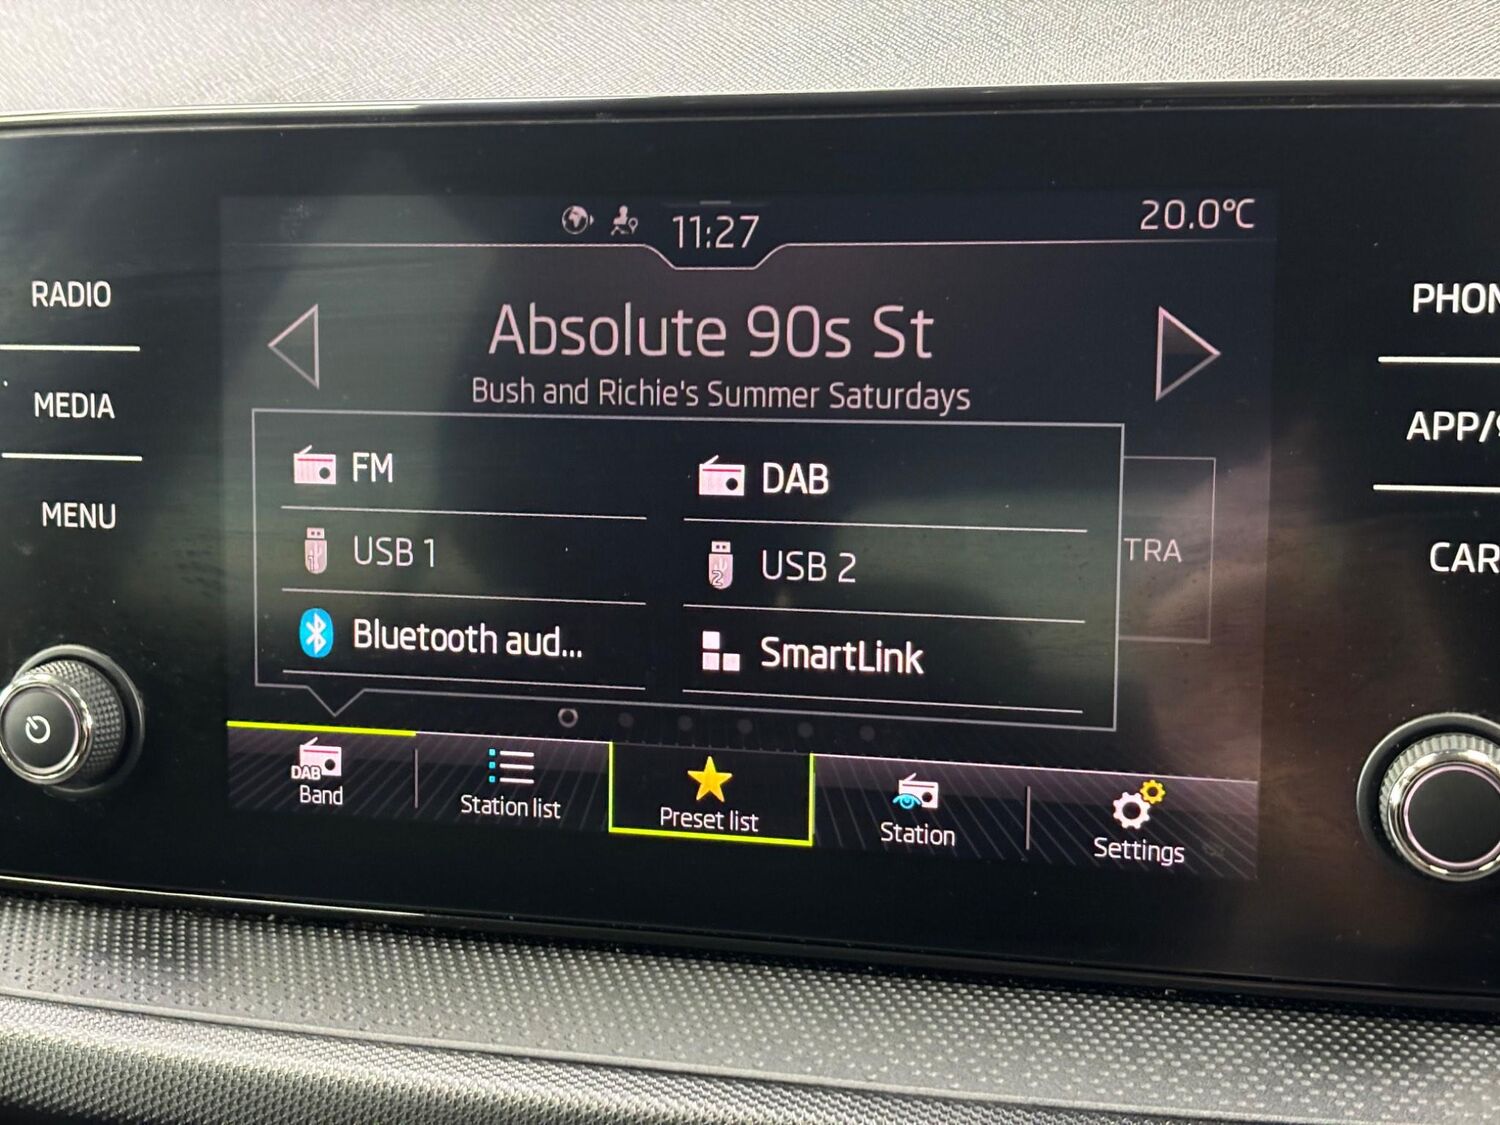 11:27
20.0°C
RADIO
MEDIA
MENU
Absolute 90s St
Bush and Richie's Summer Saturdays
FM
DAB
USB 1
USB 2
Bluetooth aud...
SmartLink
TRA
DAB
Band
Station list
Preset list
Station
Settings
PHON
APP/
CAR